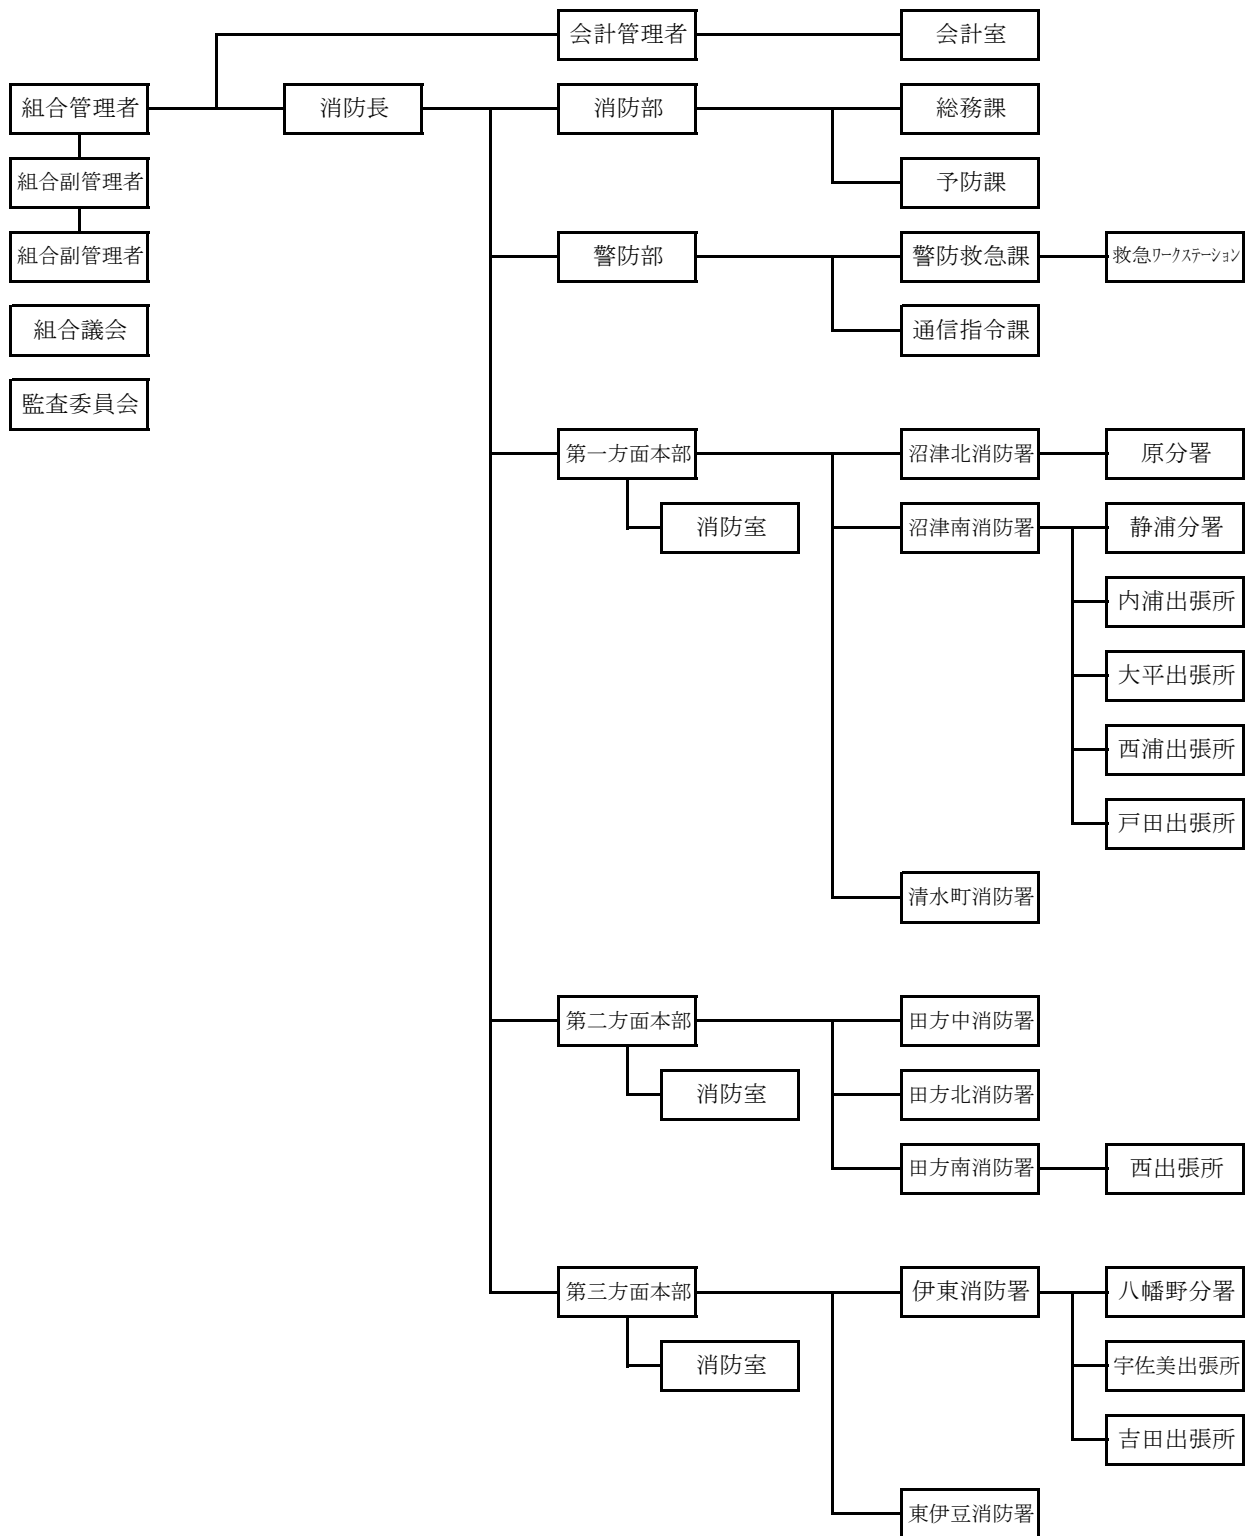 会計管理者
会計室
組合管理者
消防長
消防部
総務課
組合副管理者
予防課
組合副管理者
警防部
警防救急課
救急ワークステーション
組合議会
通信指令課
監査委員会
第一方面本部
沼津北消防署
原分署
消防室
沼津南消防署
静浦分署
内浦出張所
大平出張所
西浦出張所
戸田出張所
清水町消防署
第二方面本部
田方中消防署
消防室
田方北消防署
田方南消防署
西出張所
第三方面本部
伊東消防署
八幡野分署
消防室
宇佐美出張所
吉田出張所
東伊豆消防署